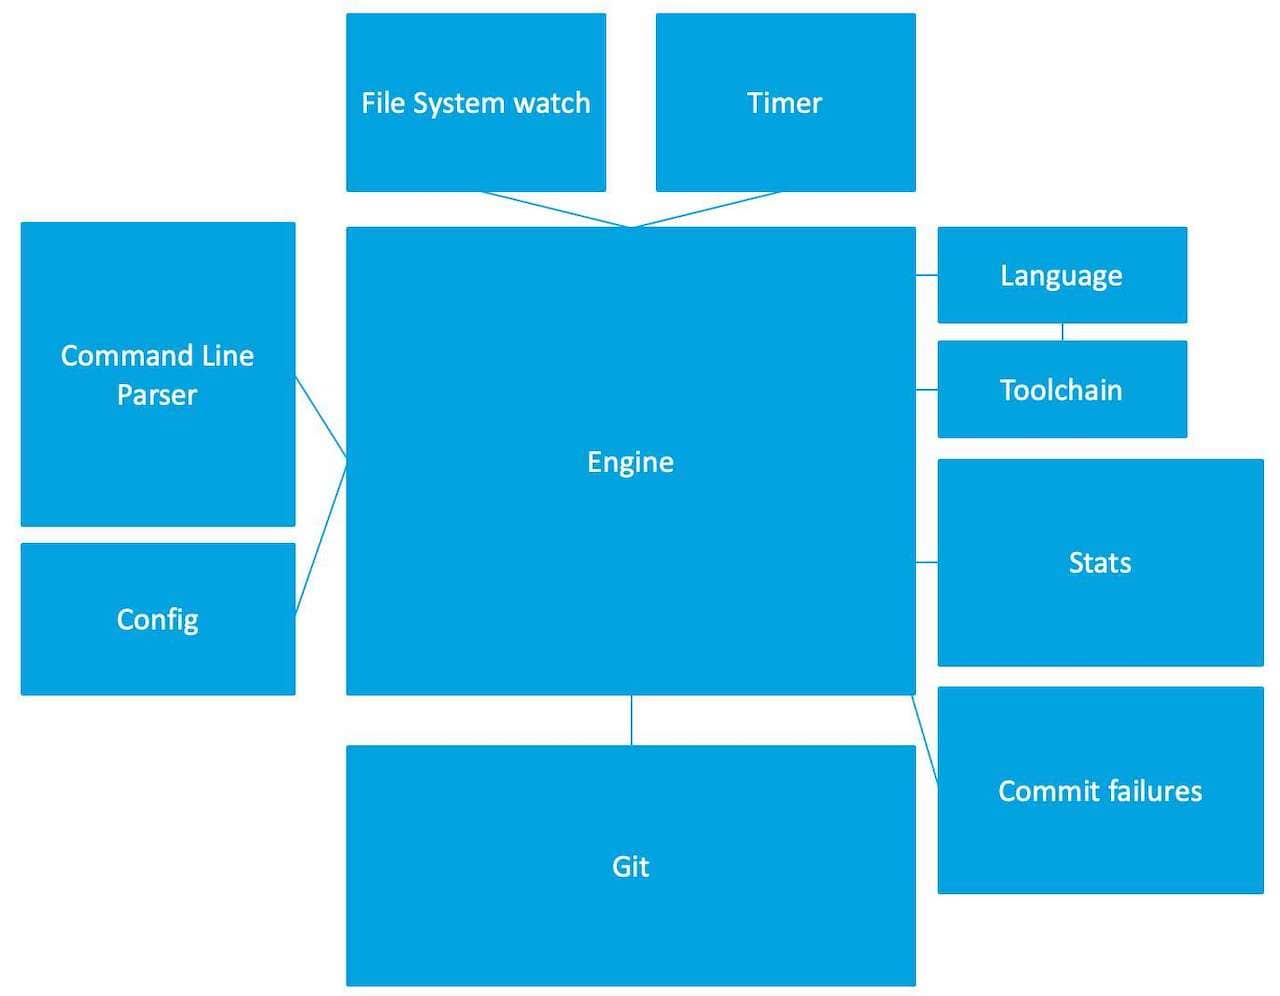 File System watch
Timer
Command Line
Parser
Engine
Language
Toolchain
Config
Stats
Commit failures
Git